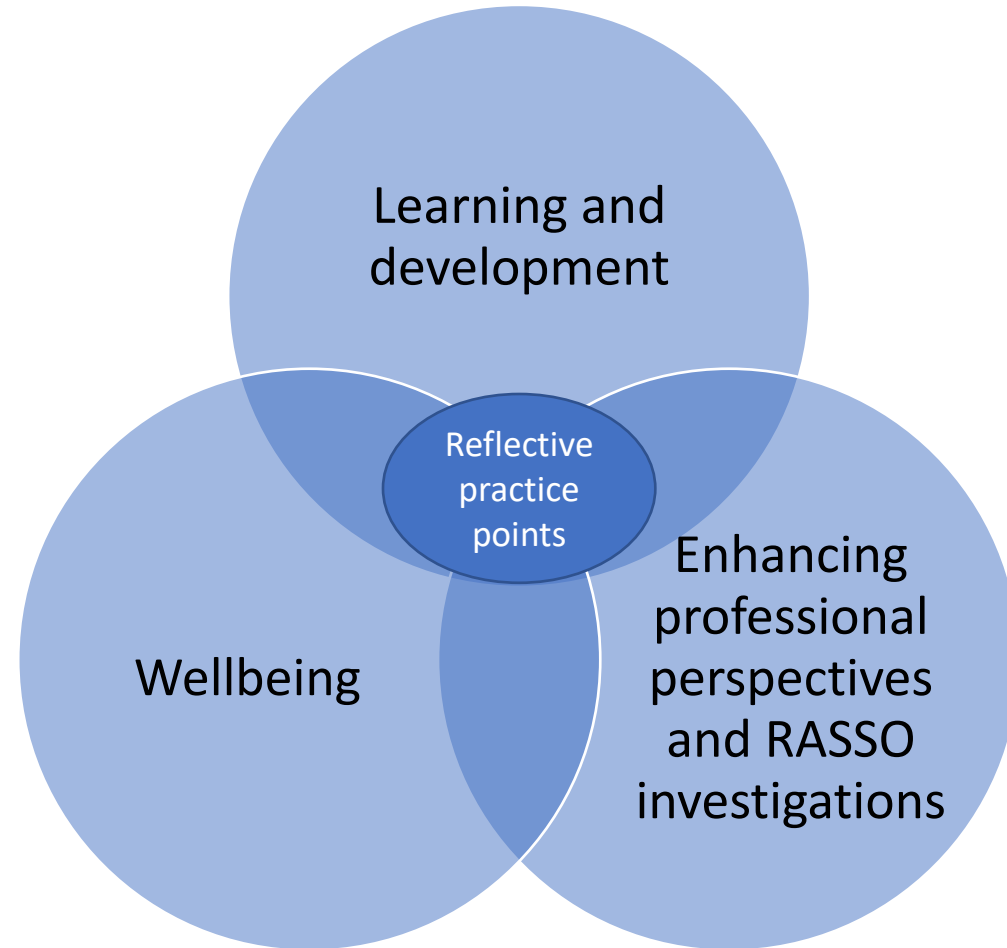 Learning and
development
Reflective
practice
points
Wellbeing
Enhancing
professional
perspectives
and RASSO
investigations